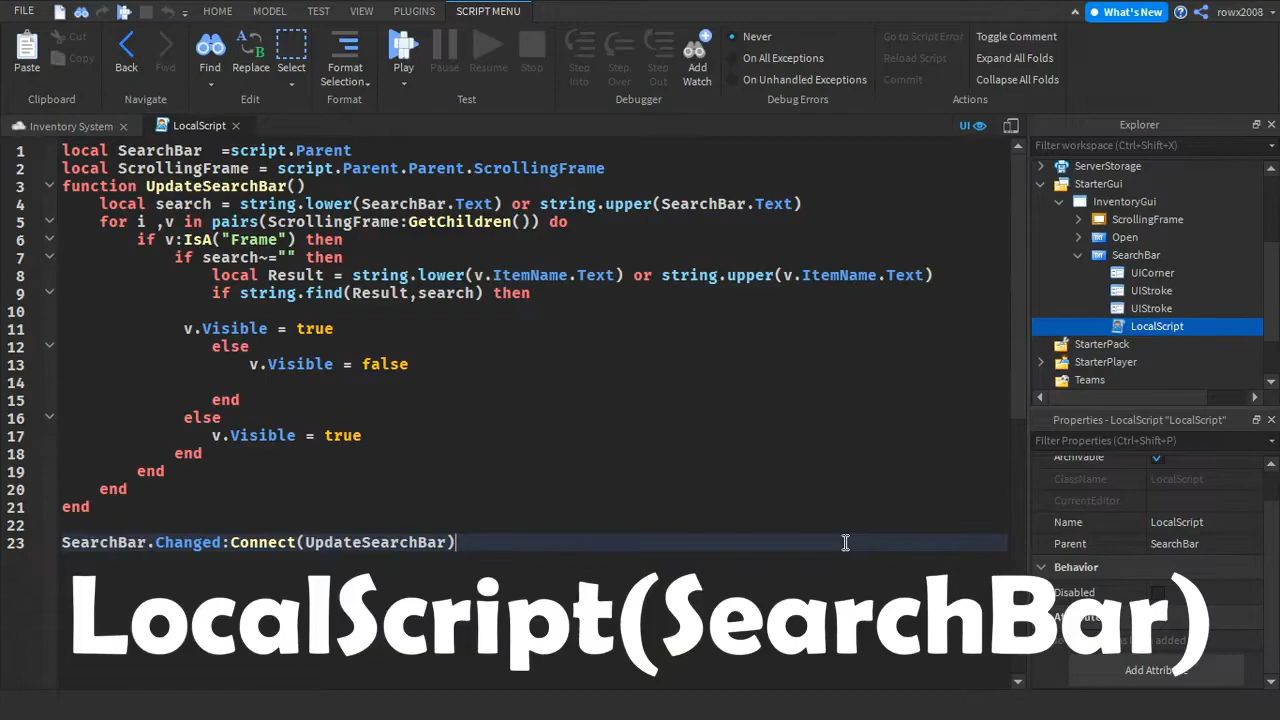 FILE HOME MODEL TEST VIEW PLUGINS SCRIPT MENU What's New rowx2008
Paste Cut Copy Back Fwd Find Replace Select Format Selection Play Pause Resume Stop Step Into Step Over Step Out Add Watch
Never
On All Exceptions
On Unhandled Exceptions
Go to Script Error
Reload Script
Commit
Toggle Comment
Expand All Folds
Collapse All Folds
Clipboard Navigate Edit Format Test Debugger Debug Errors Actions
Inventory System LocalScript UI
1 local SearchBar  =script.Parent
2 local ScrollingFrame = script.Parent.Parent.ScrollingFrame
3 function UpdateSearchBar()
4 local search = string.lower(SearchBar.Text) or string.upper(SearchBar.Text)
5 for i ,v in pairs(ScrollingFrame:GetChildren()) do
6 if v:IsA("Frame") then
7 if search~="" then
8 local Result = string.lower(v.ItemName.Text) or string.upper(v.ItemName.Text)
9 if string.find(Result,search) then
10
11 v.Visible = true
12 else
13 v.Visible = false
14
15 end
16 else
17 v.Visible = true
18 end
19 end
20 end
21 end
22
23 SearchBar.Changed:Connect(UpdateSearchBar)
LocalScript(SearchBar)
Explorer
Filter workspace (Ctrl+Shift+X)
ServerStorage
StarterGui
InventoryGui
ScrollingFrame
Open
SearchBar
UICorner
UIStroke
UIStroke
LocalScript
StarterPack
StarterPlayer
Teams
Properties - LocalScript "LocalScript"
Filter Properties (Ctrl+Shift+P)
Archivable
ClassName LocalScript
CurrentEditor
Name LocalScript
Parent SearchBar
Behavior
Disabled